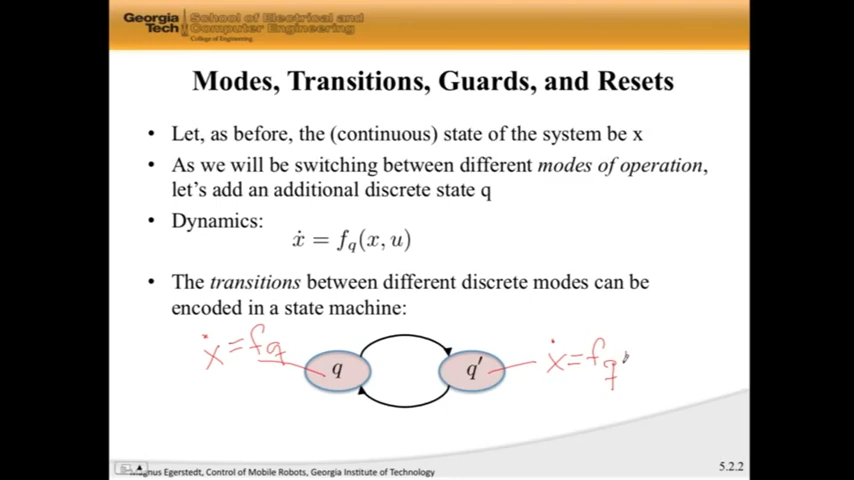 Georgia Tech
School of Electrical and Computer Engineering
College of Engineering
Modes, Transitions, Guards, and Resets
• Let, as before, the (continuous) state of the system be x
• As we will be switching between different modes of operation,
let's add an additional discrete state q
• Dynamics:
ẋ = f_q(x, u)
• The transitions between different discrete modes can be
encoded in a state machine:
ẋ = f_q
q
q′
ẋ = f_q
5.2.2
Magnus Egerstedt, Control of Mobile Robots, Georgia Institute of Technology